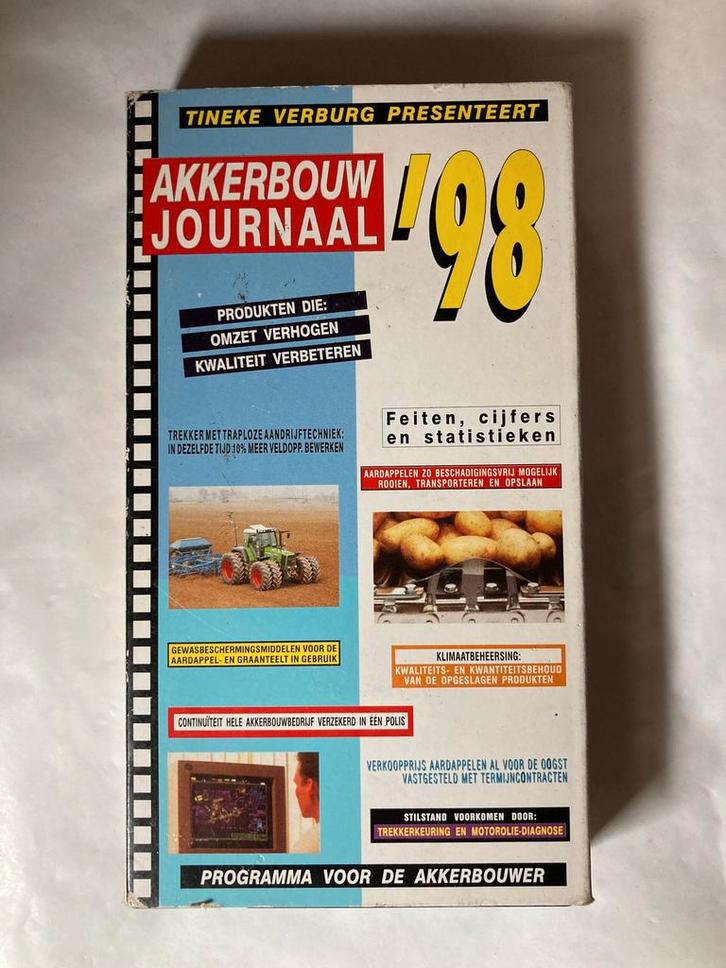 TINEKE VERBURG PRESENTEERT
AKKERBOUW
JOURNAAL
'98
PRODUKTEN DIE:
OMZET VERHOGEN
KWALITEIT VERBETEREN
Feiten, cijfers
en statistieken
TREKKER MET TRAPLOZE AANDRIJFTECHNIEK:
IN DEZELFDE TIJD 10% MEER VELDOPP. BEWERKEN
AARDAPPELEN ZO BESCHADIGINGSVRIJ MOGELIJK
ROOIEN, TRANSPORTEREN EN OPSLAAN
GEWASBESCHERMINGSMIDDELEN VOOR DE
AARDAPPEL- EN GRAANTEELT IN GEBRUIK
KLIMAATBEHEERSING:
KWALITEITS- EN KWANTITEITSBEHOUD
VAN DE OPGESLAGEN PRODUKTEN
CONTINUÏTEIT HELE AKKERBOUWBEDRIJF VERZEKERD IN ÉÉN POLIS
VERKOOPPRIJS AARDAPPELEN AL VOOR DE OOGST
VASTGESTELD MET TERMIJNCONTRACTEN
STILSTAND VOORKOMEN DOOR:
TREKKERKEURING EN MOTOROLIE-DIAGNOSE
PROGRAMMA VOOR DE AKKERBOUWER